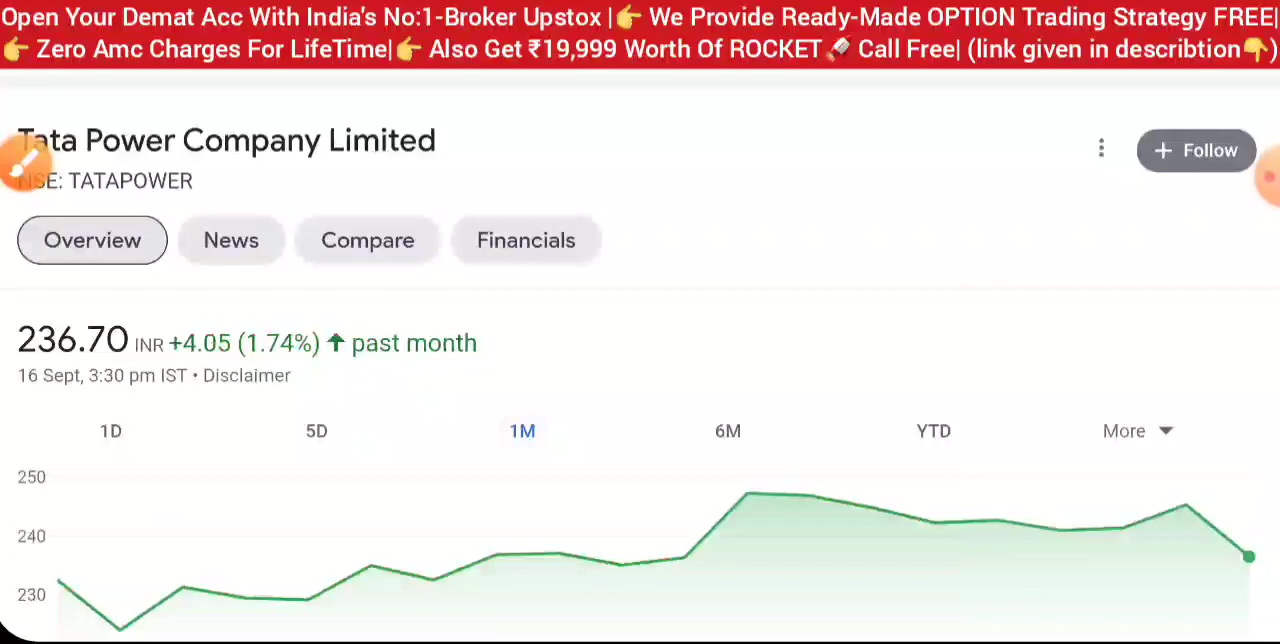 Open Your Demat Acc With India's No:1-Broker Upstox |👉 We Provide Ready-Made OPTION Trading Strategy FREE|
👉 Zero Amc Charges For LifeTime|👉 Also Get ₹19,999 Worth Of ROCKET🚀 Call Free| (link given in describtion👇)
Tata Power Company Limited
+ Follow
NSE: TATAPOWER
Overview News Compare Financials
236.70 INR +4.05 (1.74%) ↑ past month
16 Sept, 3:30 pm IST • Disclaimer
1D 5D 1M 6M YTD More
250
240
230